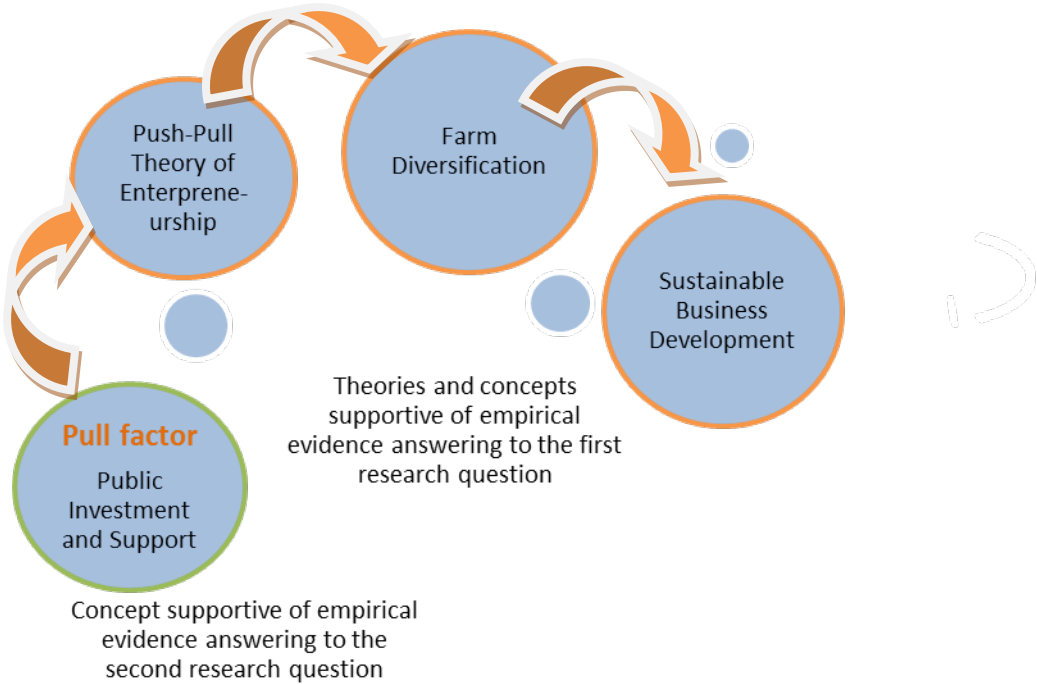 Push-Pull
Theory of
Enterprene-
urship
Farm
Diversification
Sustainable
Business
Development
Theories and concepts
supportive of empirical
evidence answering to the first
research question
Pull factor
Public
Investment
and Support
Concept supportive of empirical
evidence answering to the
second research question